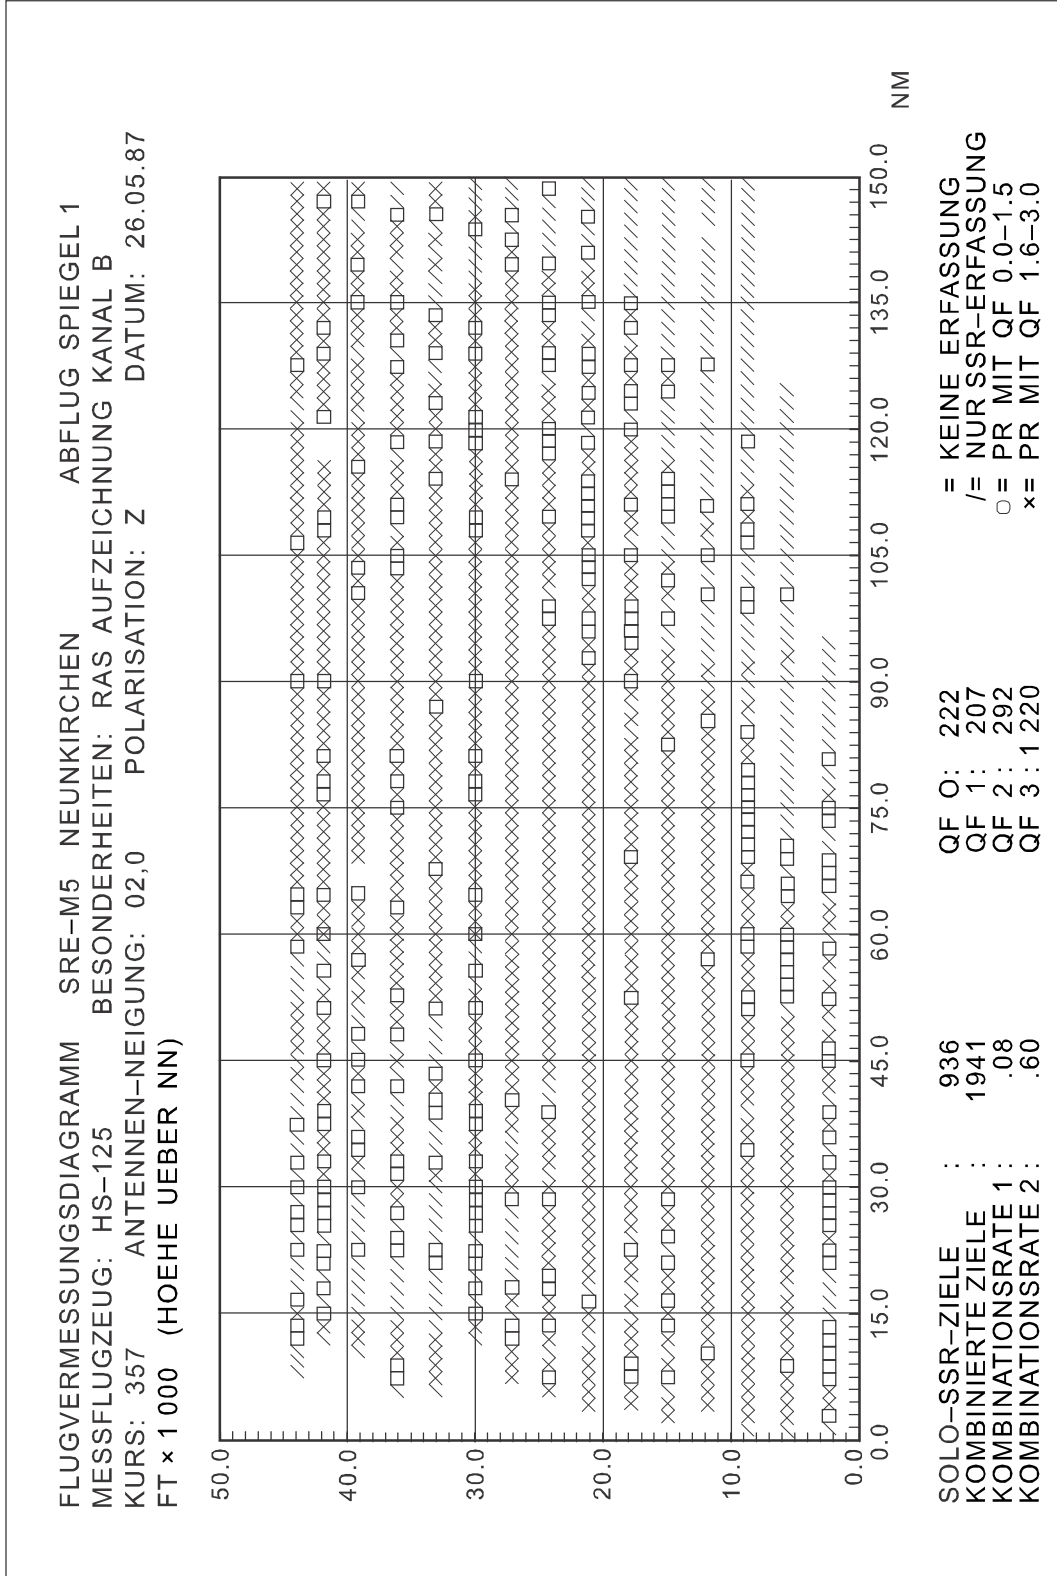 FLUGVERMESSUNGSDIAGRAMM SRE–M5 NEUNKIRCHEN ABFLUG SPIEGEL 1
MESSFLUGZEUG: HS–125 BESONDERHEITEN: RAS AUFZEICHNUNG KANAL B
KURS: 357 ANTENNEN–NEIGUNG: 02,0 POLARISATION: Z DATUM: 26.05.87
FT × 1 000 (HOEHE UEBER NN)
50.0
40.0
30.0
20.0
10.0
0.0
0.0 15.0 30.0 45.0 60.0 75.0 90.0 105.0 120.0 135.0 150.0
NM
SOLO–SSR–ZIELE : 936 QF O: 222 = KEINE ERFASSUNG
KOMBINIERTE ZIELE : 1941 QF 1 : 207 /= NUR SSR–ERFASSUNG
KOMBINATIONSRATE 1 : .08 QF 2 : 292 ○= PR MIT QF 0.0–1.5
KOMBINATIONSRATE 2 : .60 QF 3 : 1 220 ×= PR MIT QF 1.6–3.0